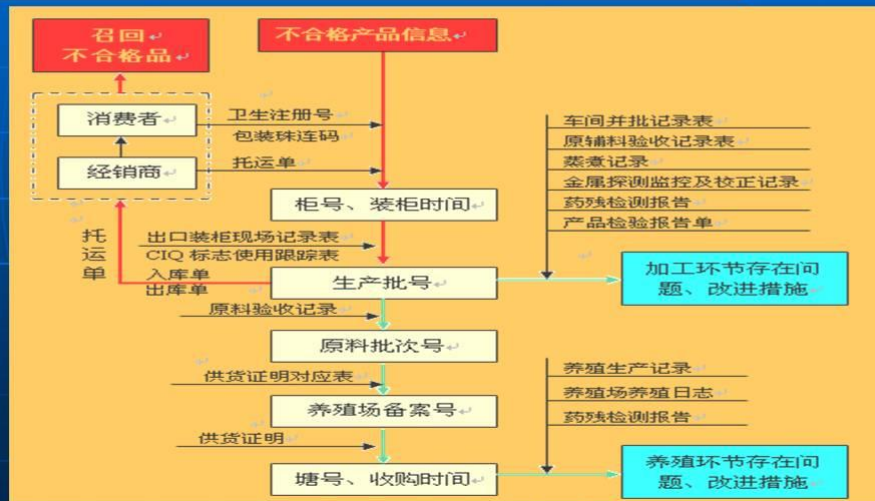 召回
不合格品
不合格产品信息
消费者
卫生注册号
包装珠连码
经销商
托运单
柜号、装柜时间
车间并批记录表
原辅料验收记录表
蒸煮记录
金属探测监控及校正记录
药残检测报告
产品检验报告单
托运单
出口装柜现场记录表
CIQ 标志使用跟踪表
入库单
出库单
生产批号
加工环节存在问
题、改进措施
原料验收记录
原料批次号
供货证明对应表
养殖场备案号
养殖生产记录
养殖场养殖日志
药残检测报告
供货证明
塘号、收购时间
养殖环节存在问
题、改进措施